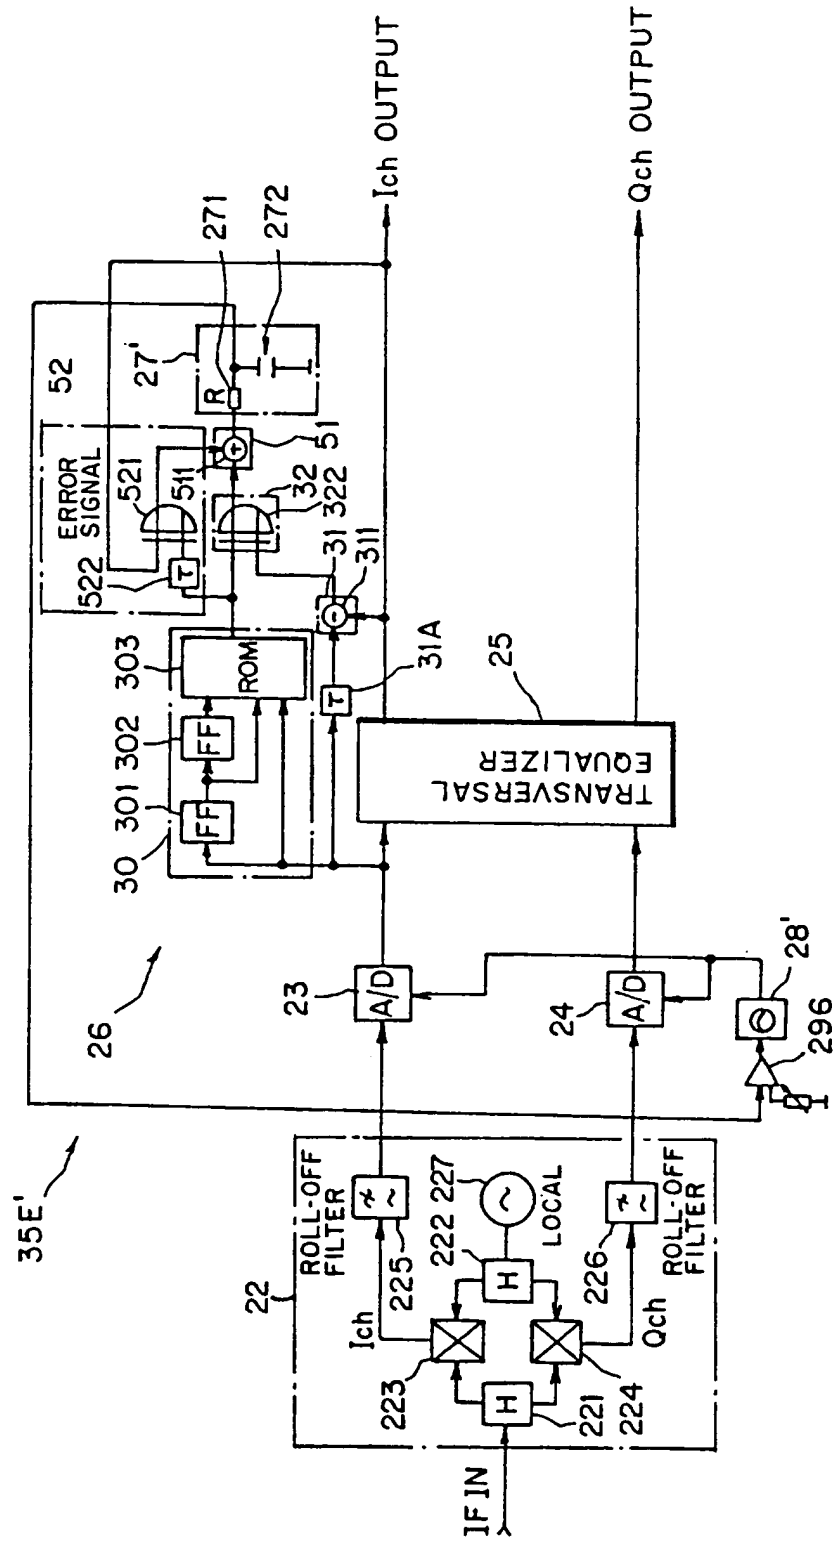 35E'
26
52
ERROR
SIGNAL
522
τ
521
511
+
51
27'
R
271
272
30
301
FF
302
FF
303
ROM
32
322
31
311
-
31A
τ
Ich OUTPUT
22
ROLL-OFF
FILTER
225
Ich
223
H
222
227
~
LOCAL
IF IN
H
221
224
Qch
226
ROLL-OFF
FILTER
23
A/D
24
A/D
TRANSVERSAL
EQUALIZER
25
28'
296
Qch OUTPUT